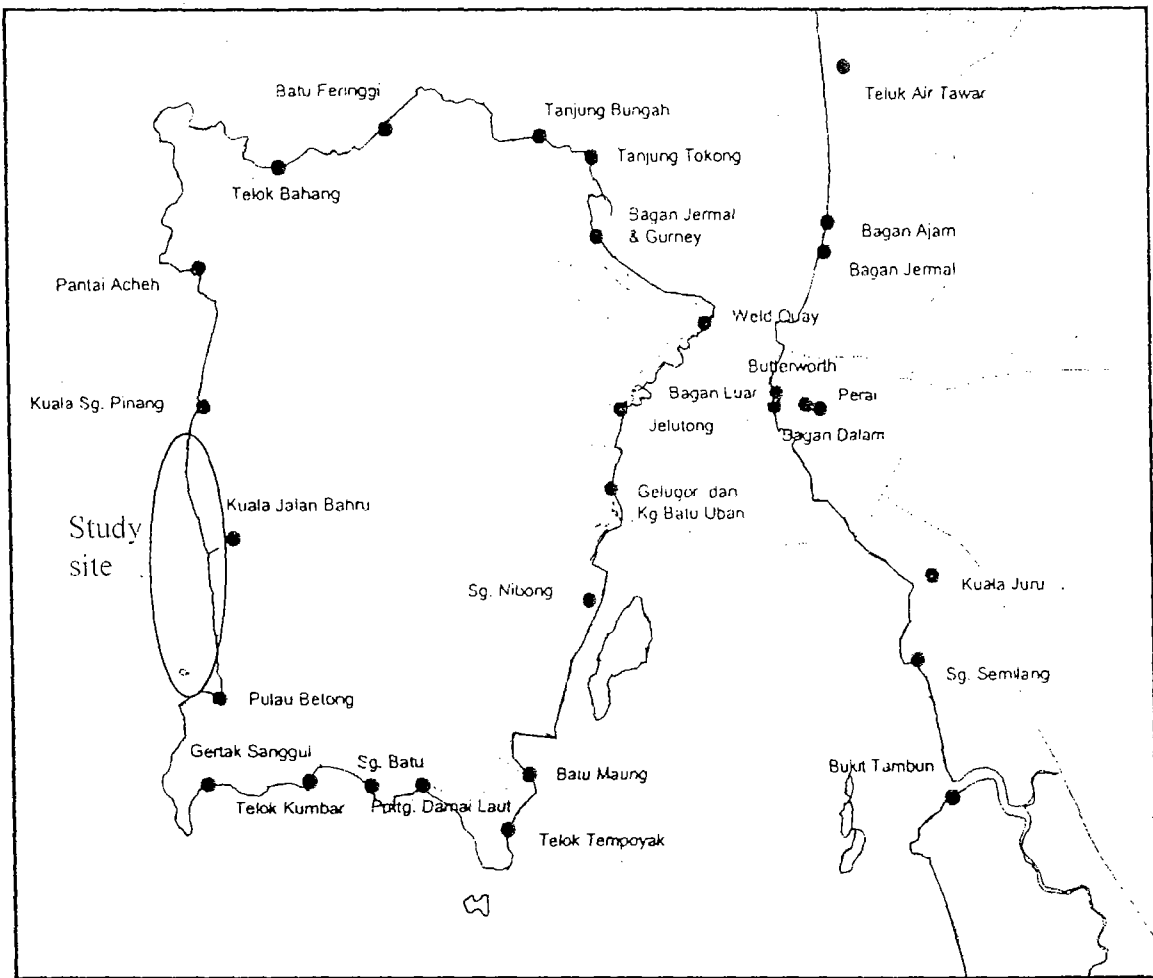 Teluk Air Tawar
Batu Feringgi
Tanjung Bungah
Tanjung Tokong
Telok Bahang
Bagan Jermal
& Gurney
Bagan Ajam
Bagan Jermal
Pantai Acheh
Weld Quay
Butterworth
Kuala Sg. Pinang
Bagan Luar
Perai
Jelutong
Bagan Dalam
Gelugor dan
Kg Batu Uban
Kuala Jalan Bahru
Study
site
Sg. Nibong
Kuala Juru
Sg. Semilang
Pulau Betong
Gertak Sanggul
Sg. Batu
Batu Maung
Bukit Tambun
Telok Kumbar
Damai Laut
Telok Tempoyak